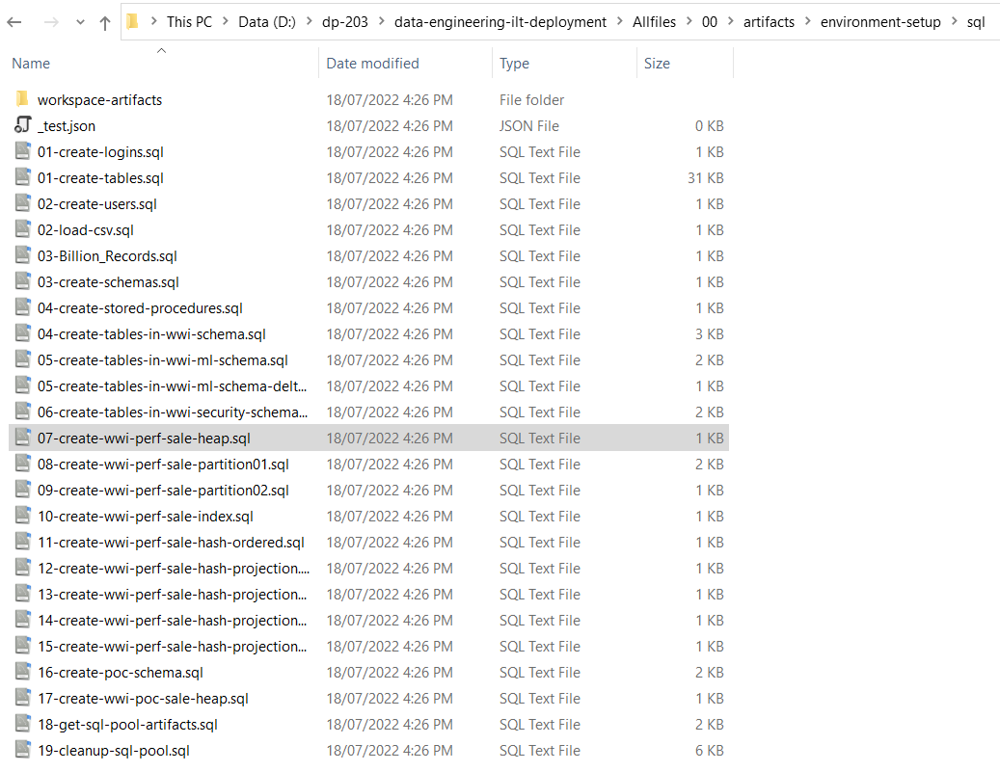 This PC > Data (D:) > dp-203 > data-engineering-ilt-deployment > Allfiles > 00 > artifacts > environment-setup > sql
Name Date modified Type Size
workspace-artifacts 18/07/2022 4:26 PM File folder
_test.json 18/07/2022 4:26 PM JSON File 0 KB
01-create-logins.sql 18/07/2022 4:26 PM SQL Text File 1 KB
01-create-tables.sql 18/07/2022 4:26 PM SQL Text File 31 KB
02-create-users.sql 18/07/2022 4:26 PM SQL Text File 1 KB
02-load-csv.sql 18/07/2022 4:26 PM SQL Text File 1 KB
03-Billion_Records.sql 18/07/2022 4:26 PM SQL Text File 1 KB
03-create-schemas.sql 18/07/2022 4:26 PM SQL Text File 1 KB
04-create-stored-procedures.sql 18/07/2022 4:26 PM SQL Text File 1 KB
04-create-tables-in-wwi-schema.sql 18/07/2022 4:26 PM SQL Text File 3 KB
05-create-tables-in-wwi-ml-schema.sql 18/07/2022 4:26 PM SQL Text File 2 KB
05-create-tables-in-wwi-ml-schema-delt... 18/07/2022 4:26 PM SQL Text File 1 KB
06-create-tables-in-wwi-security-schema... 18/07/2022 4:26 PM SQL Text File 2 KB
07-create-wwi-perf-sale-heap.sql 18/07/2022 4:26 PM SQL Text File 1 KB
08-create-wwi-perf-sale-partition01.sql 18/07/2022 4:26 PM SQL Text File 2 KB
09-create-wwi-perf-sale-partition02.sql 18/07/2022 4:26 PM SQL Text File 1 KB
10-create-wwi-perf-sale-index.sql 18/07/2022 4:26 PM SQL Text File 1 KB
11-create-wwi-perf-sale-hash-ordered.sql 18/07/2022 4:26 PM SQL Text File 1 KB
12-create-wwi-perf-sale-hash-projection.... 18/07/2022 4:26 PM SQL Text File 1 KB
13-create-wwi-perf-sale-hash-projection... 18/07/2022 4:26 PM SQL Text File 1 KB
14-create-wwi-perf-sale-hash-projection... 18/07/2022 4:26 PM SQL Text File 1 KB
15-create-wwi-perf-sale-hash-projection... 18/07/2022 4:26 PM SQL Text File 1 KB
16-create-poc-schema.sql 18/07/2022 4:26 PM SQL Text File 2 KB
17-create-wwi-poc-sale-heap.sql 18/07/2022 4:26 PM SQL Text File 1 KB
18-get-sql-pool-artifacts.sql 18/07/2022 4:26 PM SQL Text File 2 KB
19-cleanup-sql-pool.sql 18/07/2022 4:26 PM SQL Text File 6 KB